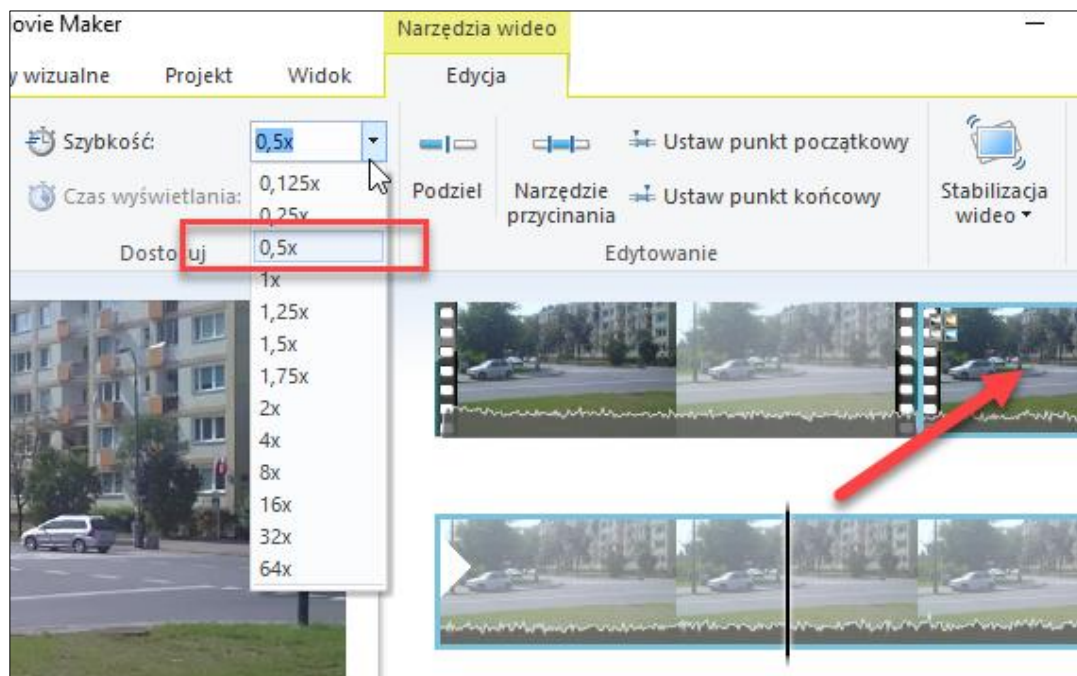 ovie Maker
Narzędzia wideo
y wizualne Projekt Widok Edycja
Szybkość: 0,5x
Ustaw punkt początkowy
Czas wyświetlania:
Podziel
Narzędzie
przycinania
Ustaw punkt końcowy
Stabilizacja
wideo
Dostosuj
Edytowanie
0,125x
0,25x
0,5x
1x
1,25x
1,5x
1,75x
2x
4x
8x
16x
32x
64x